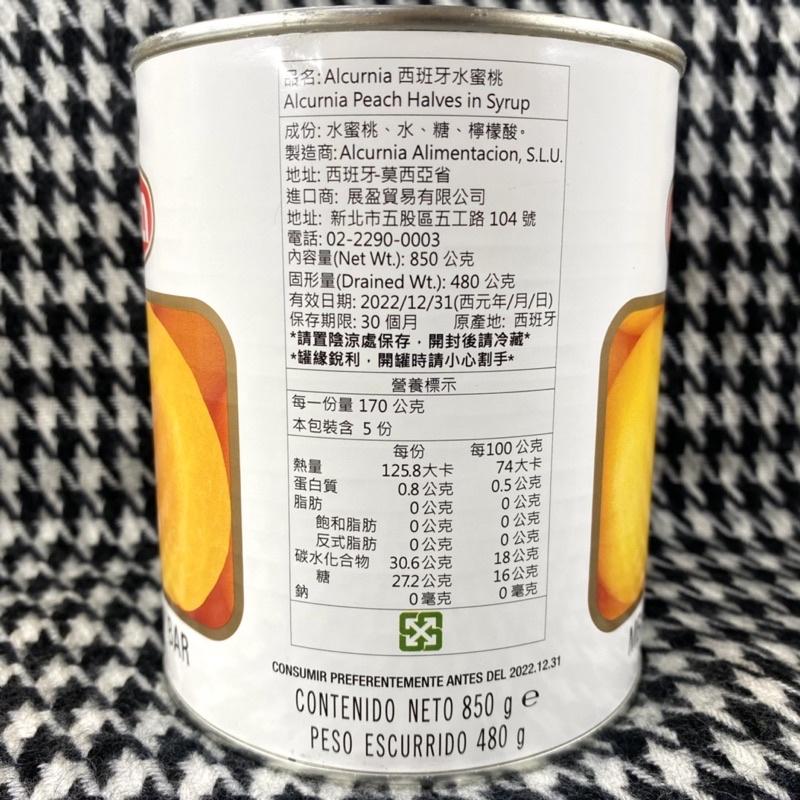 品名: Alcurnia 西班牙水蜜桃
Alcurnia Peach Halves in Syrup
成份: 水蜜桃、水、糖、檸檬酸。
製造商: Alcurnia Alimentacion, S.L.U.
地址: 西班牙-莫西亞省
進口商: 展盈貿易有限公司
地址: 新北市五股區五工路 104 號
電話: 02-2290-0003
內容量(Net Wt.): 850 公克
固形量(Drained Wt.): 480 公克
有效日期: 2022/12/31(西元年/月/日)
保存期限: 30 個月 原產地: 西班牙
*請置陰涼處保存，開封後請冷藏*
*罐緣銳利，開罐時請小心割手*
營養標示
每一份量 170 公克
本包裝含 5 份
每份 每100 公克
熱量 125.8大卡 74大卡
蛋白質 0.8公克 0.5公克
脂肪 0公克 0公克
飽和脂肪 0公克 0公克
反式脂肪 0公克 0公克
碳水化合物 30.6公克 18公克
糖 27.2公克 16公克
鈉 0毫克 0毫克
CONSUMIR PREFERENTEMENTE ANTES DEL 2022.12.31
CONTENIDO NETO 850 g ℮
PESO ESCURRIDO 480 g
BAR